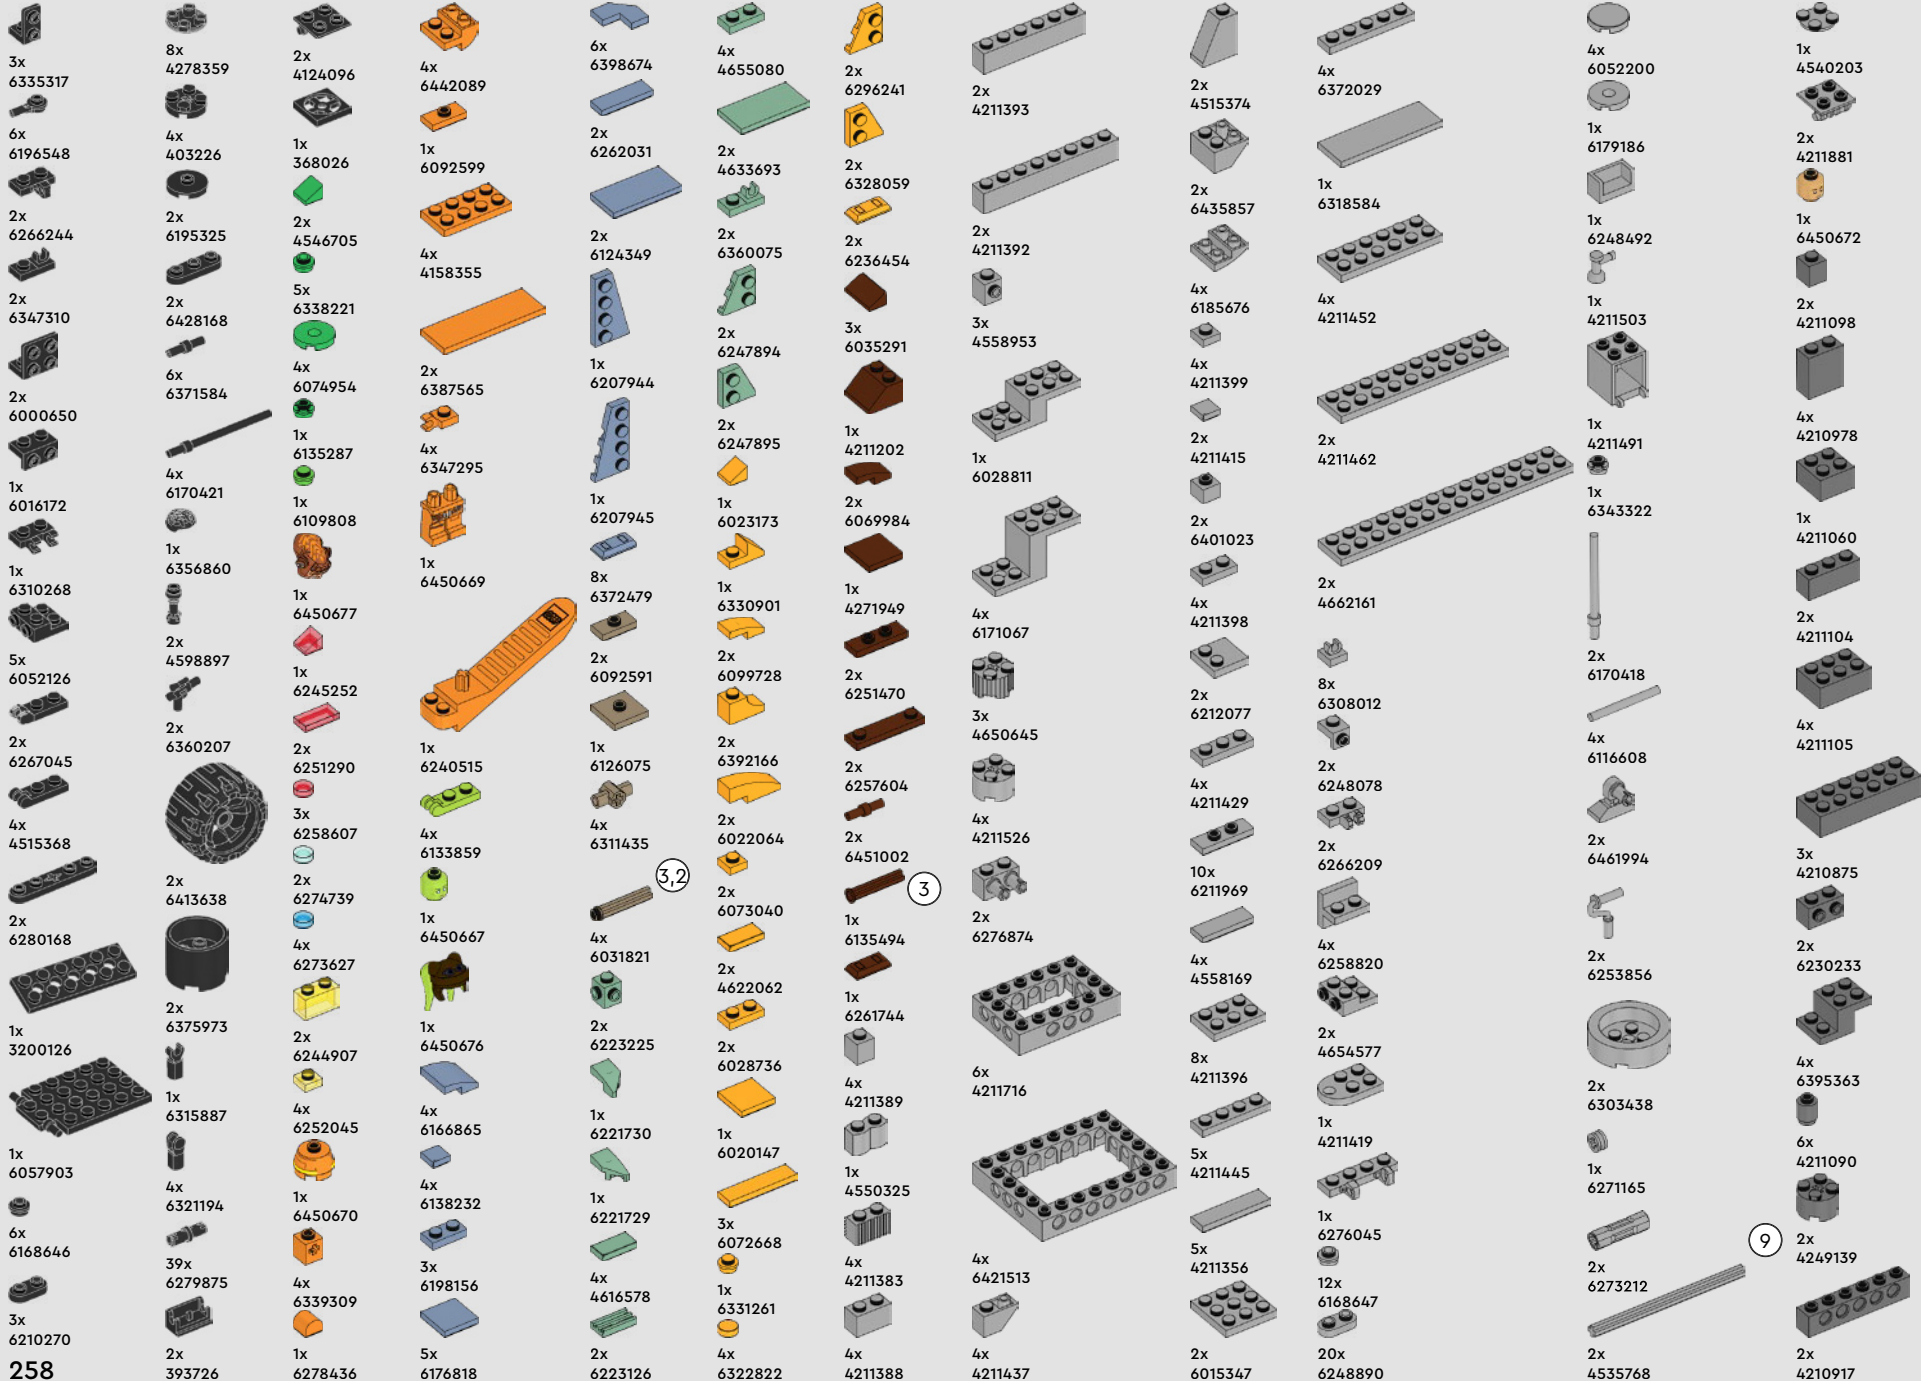 3x
6335317
6x
6196548
2x
6266244
2x
6347310
2x
6000650
1x
6016172
1x
6310268
5x
6052126
2x
6267045
4x
4515368
2x
6280168
1x
3200126
1x
6057903
6x
6168646
3x
6210270
258
8x
4278359
4x
403226
2x
6195325
2x
6428168
6x
6371584
4x
6170421
1x
6356860
2x
4598897
2x
6360207
2x
6413638
2x
6375973
1x
6315887
4x
6321194
39x
6279875
2x
393726
2x
4124096
1x
368026
2x
4546705
5x
6338221
4x
6074954
1x
6135287
1x
6109808
1x
6450677
1x
6245252
2x
6251290
3x
6258607
2x
6274739
4x
6273627
2x
6244907
4x
6252045
1x
6450670
4x
6339309
1x
6278436
4x
6442089
1x
6092599
4x
4158355
2x
6387565
4x
6347295
1x
6450669
1x
6240515
4x
6133859
1x
6450667
1x
6450676
4x
6166865
4x
6138232
3x
6198156
5x
6176818
6x
6398674
2x
6262031
2x
6124349
1x
6207944
1x
6207945
8x
6372479
2x
6092591
1x
6126075
4x
6311435
3,2
4x
6031821
2x
6223225
1x
6221730
1x
6221729
4x
4616578
2x
6223126
4x
4655080
2x
4633693
2x
6360075
2x
6247894
2x
6247895
1x
6023173
1x
6330901
2x
6099728
2x
6392166
2x
6022064
2x
6073040
2x
4622062
2x
6028736
1x
6020147
3x
6072668
1x
6331261
4x
6322822
2x
6296241
2x
6328059
2x
6236454
3x
6035291
1x
4211202
2x
6069984
1x
4271949
2x
6251470
2x
6257604
2x
6451002
3
1x
6135494
1x
6261744
4x
4211389
1x
4550325
4x
4211383
4x
4211388
2x
4211393
2x
4211392
3x
4558953
1x
6028811
4x
6171067
3x
4650645
4x
4211526
2x
6276874
6x
4211716
4x
6421513
4x
4211437
2x
4515374
2x
6435857
4x
6185676
4x
4211399
2x
4211415
2x
6401023
4x
4211398
2x
6212077
4x
4211429
10x
6211969
4x
4558169
8x
4211396
5x
4211445
5x
4211356
2x
6015347
4x
6372029
1x
6318584
4x
4211452
2x
4211462
2x
4662161
8x
6308012
2x
6248078
2x
6266209
4x
6258820
2x
4654577
1x
4211419
1x
6276045
12x
6168647
20x
6248890
4x
6052200
1x
6179186
1x
6248492
1x
4211503
1x
4211491
1x
6343322
2x
6170418
4x
6116608
2x
6461994
2x
6253856
2x
6303438
1x
6271165
2x
6273212
9
2x
4535768
1x
4540203
2x
4211881
1x
6450672
2x
4211098
4x
4210978
1x
4211060
2x
4211104
4x
4211105
3x
4210875
2x
6230233
4x
6395363
6x
4211090
2x
4249139
2x
4210917